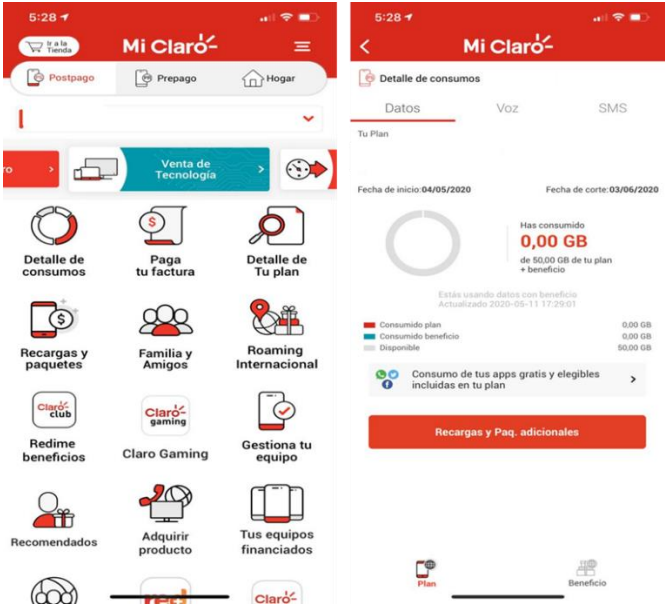 5:28
Ir a la
Tienda
Mi Claro
Postpago
Prepago
Hogar
ro
Venta de
Tecnología
Detalle de
consumos
Paga
tu factura
Detalle de
Tu plan
Recargas y
paquetes
Familia y
Amigos
Roaming
Internacional
Claro
club
Redime
beneficios
Claro
gaming
Claro Gaming
Gestiona tu
equipo
Recomendados
Adquirir
producto
Tus equipos
financiados
Claro
5:28
Mi Claro
Detalle de consumos
Datos
Voz
SMS
Tu Plan
Fecha de inicio:04/05/2020
Fecha de corte:03/06/2020
Has consumido
0,00 GB
de 50,00 GB de tu plan
+ beneficio
Estás usando datos con beneficio
Actualizado 2020-05-11 17:29:01
Consumido plan 0,00 GB
Consumido beneficio 0,00 GB
Disponible 50,00 GB
Consumo de tus apps gratis y elegibles
incluidas en tu plan
Recargas y Paq. adicionales
Plan
Beneficio